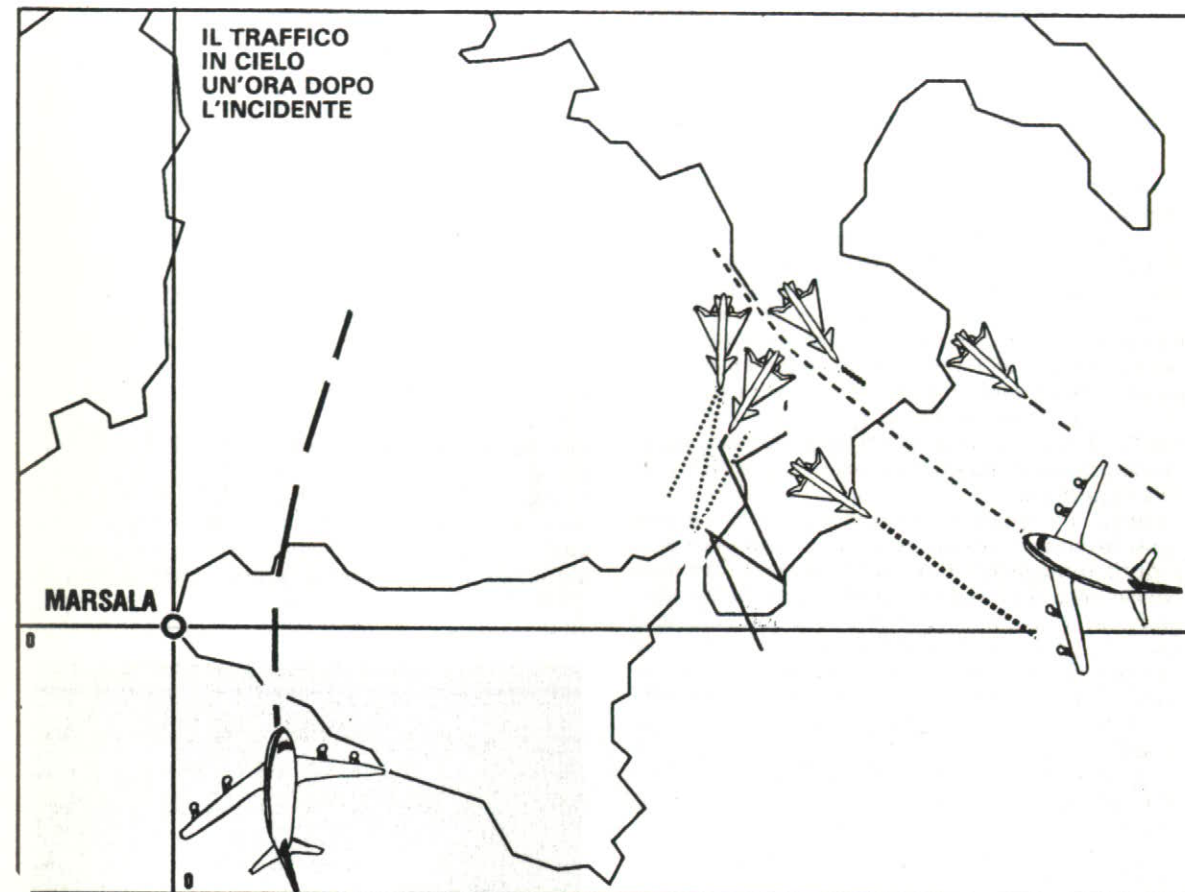 IL TRAFFICO
IN CIELO
UN'ORA DOPO
L'INCIDENTE
MARSALA
0
0